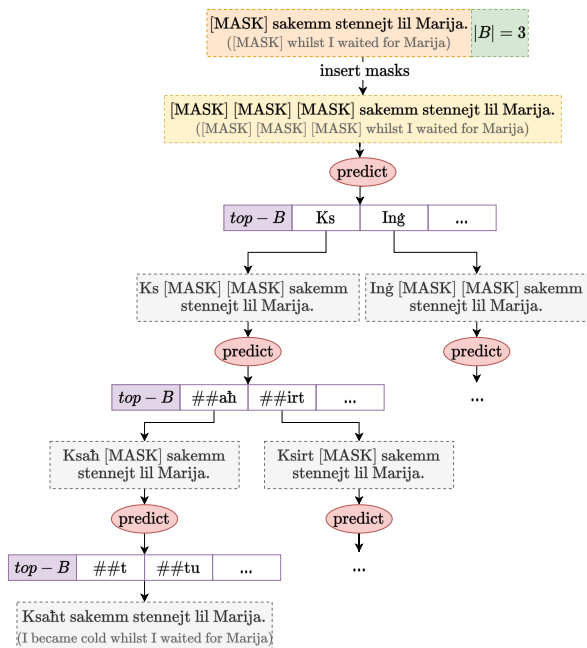 [MASK] sakemm stennejt lil Marija.
([MASK] whilst I waited for Marija)
|B| = 3
insert masks
[MASK] [MASK] [MASK] sakemm stennejt lil Marija.
([MASK] [MASK] [MASK] whilst I waited for Marija)
predict
top − B Ks Inġ ...
Ks [MASK] [MASK] sakemm
stennejt lil Marija.
Inġ [MASK] [MASK] sakemm
stennejt lil Marija.
predict
predict
top − B ##aħ ##irt ...
...
Ksaħ [MASK] sakemm
stennejt lil Marija.
Ksirt [MASK] sakemm
stennejt lil Marija.
predict
predict
top − B ##t ##tu ...
...
Ksaħt sakemm stennejt lil Marija.
(I became cold whilst I waited for Marija)